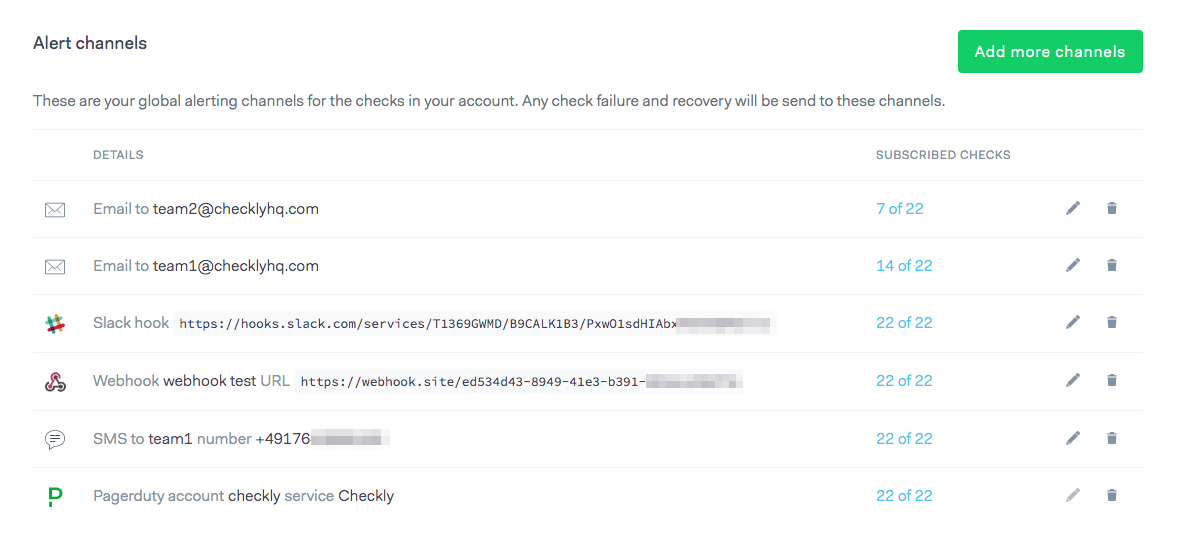 Alert channels
Add more channels
These are your global alerting channels for the checks in your account. Any check failure and recovery will be send to these channels.
DETAILS SUBSCRIBED CHECKS
Email to team2@checklyhq.com 7 of 22
Email to team1@checklyhq.com 14 of 22
Slack hook https://hooks.slack.com/services/T1369GWMD/B9CALK1B3/PxwO1sdHIAbx 22 of 22
Webhook webhook test URL https://webhook.site/ed534d43-8949-41e3-b391- 22 of 22
SMS to team1 number +49176 22 of 22
Pagerduty account checkly service Checkly 22 of 22